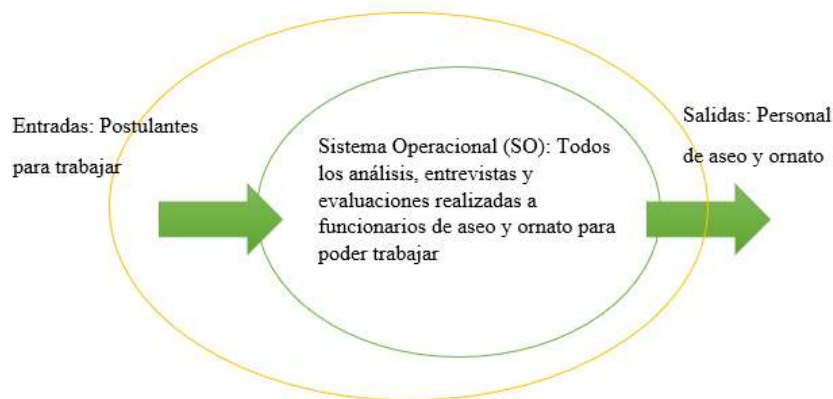 Entradas: Postulantes
para trabajar
Sistema Operacional (SO): Todos
los análisis, entrevistas y
evaluaciones realizadas a
funcionarios de aseo y ornato para
poder trabajar
Salidas: Personal
de aseo y ornato